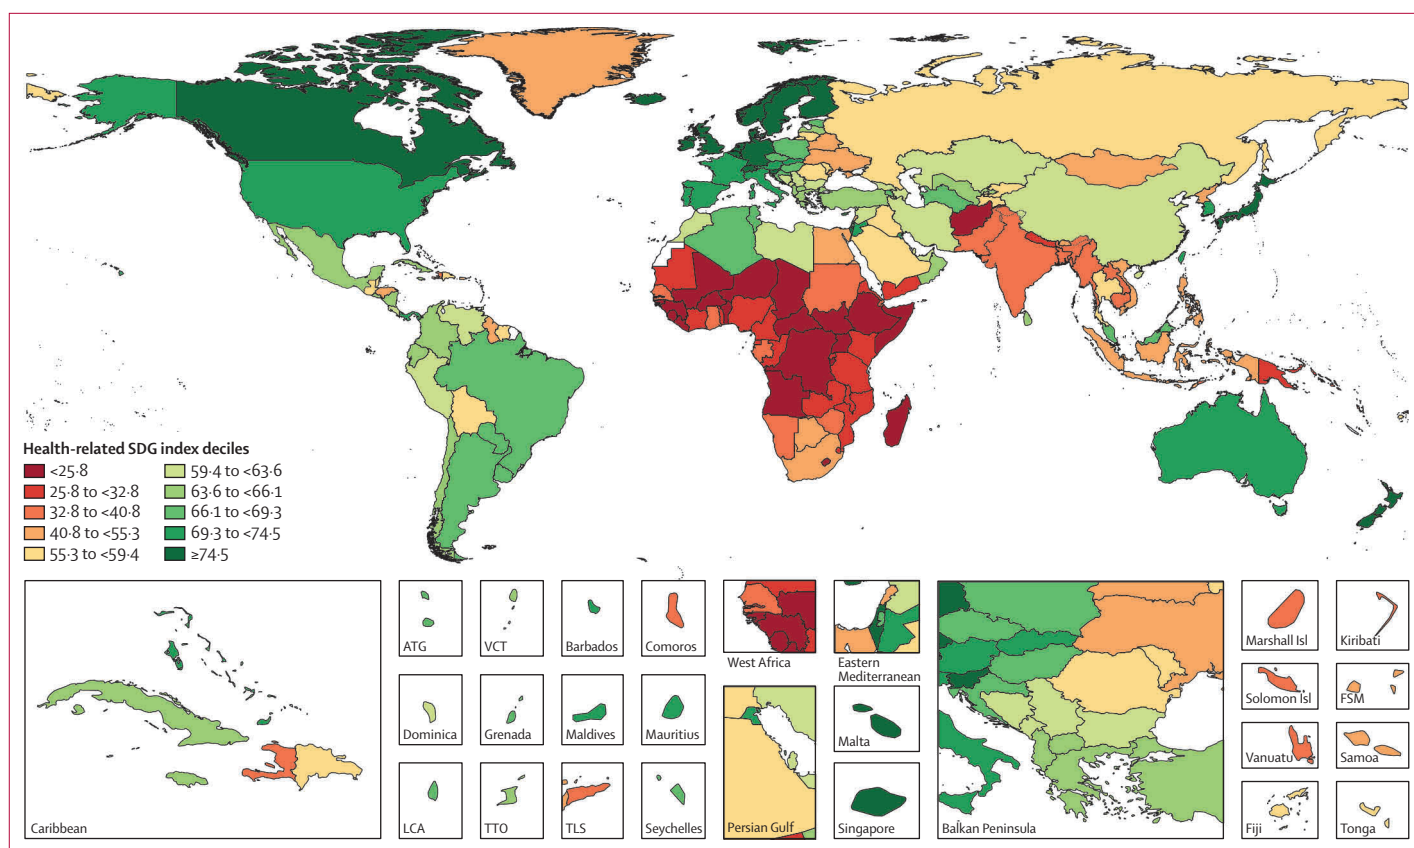 Health-related SDG index deciles
<25·8
25·8 to <32·8
32·8 to <40·8
40·8 to <55·3
55·3 to <59·4
59·4 to <63·6
63·6 to <66·1
66·1 to <69·3
69·3 to <74·5
≥74·5
Caribbean
ATG
VCT
Barbados
Comoros
Dominica
Grenada
Maldives
Mauritius
LCA
TTO
TLS
Seychelles
West Africa
Eastern
Mediterranean
Persian Gulf
Malta
Singapore
Balkan Peninsula
Marshall Isl
Kiribati
Solomon Isl
FSM
Vanuatu
Samoa
Fiji
Tonga